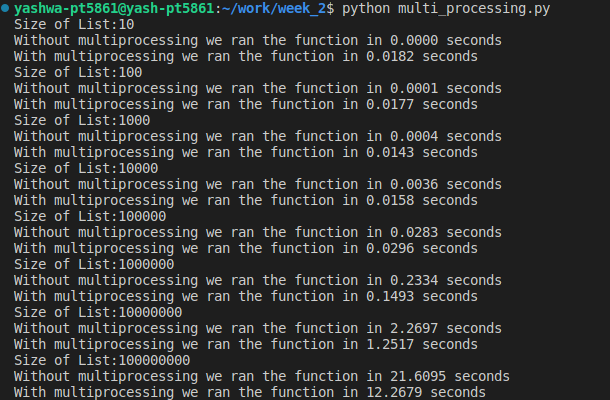 yashwa-pt5861@yash-pt5861:~/work/week_2$ python multi_processing.py
Size of List:10
Without multiprocessing we ran the function in 0.0000 seconds
With multiprocessing we ran the function in 0.0182 seconds
Size of List:100
Without multiprocessing we ran the function in 0.0001 seconds
With multiprocessing we ran the function in 0.0177 seconds
Size of List:1000
Without multiprocessing we ran the function in 0.0004 seconds
With multiprocessing we ran the function in 0.0143 seconds
Size of List:10000
Without multiprocessing we ran the function in 0.0036 seconds
With multiprocessing we ran the function in 0.0158 seconds
Size of List:100000
Without multiprocessing we ran the function in 0.0283 seconds
With multiprocessing we ran the function in 0.0296 seconds
Size of List:1000000
Without multiprocessing we ran the function in 0.2334 seconds
With multiprocessing we ran the function in 0.1493 seconds
Size of List:10000000
Without multiprocessing we ran the function in 2.2697 seconds
With multiprocessing we ran the function in 1.2517 seconds
Size of List:100000000
Without multiprocessing we ran the function in 21.6095 seconds
With multiprocessing we ran the function in 12.2679 seconds